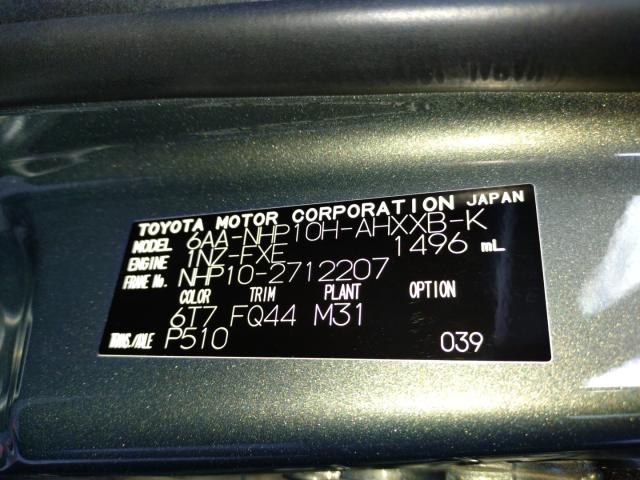 TOYOTA MOTOR CORPORATION JAPAN
MODEL 6AA-NHP10H-AHXXB-K
ENGINE 1NZ-FXE 1496 mL
FRAME No. NHP10-2712207
COLOR TRIM PLANT OPTION
6T7 FQ44 M31
TRANS./AXLE P510 039